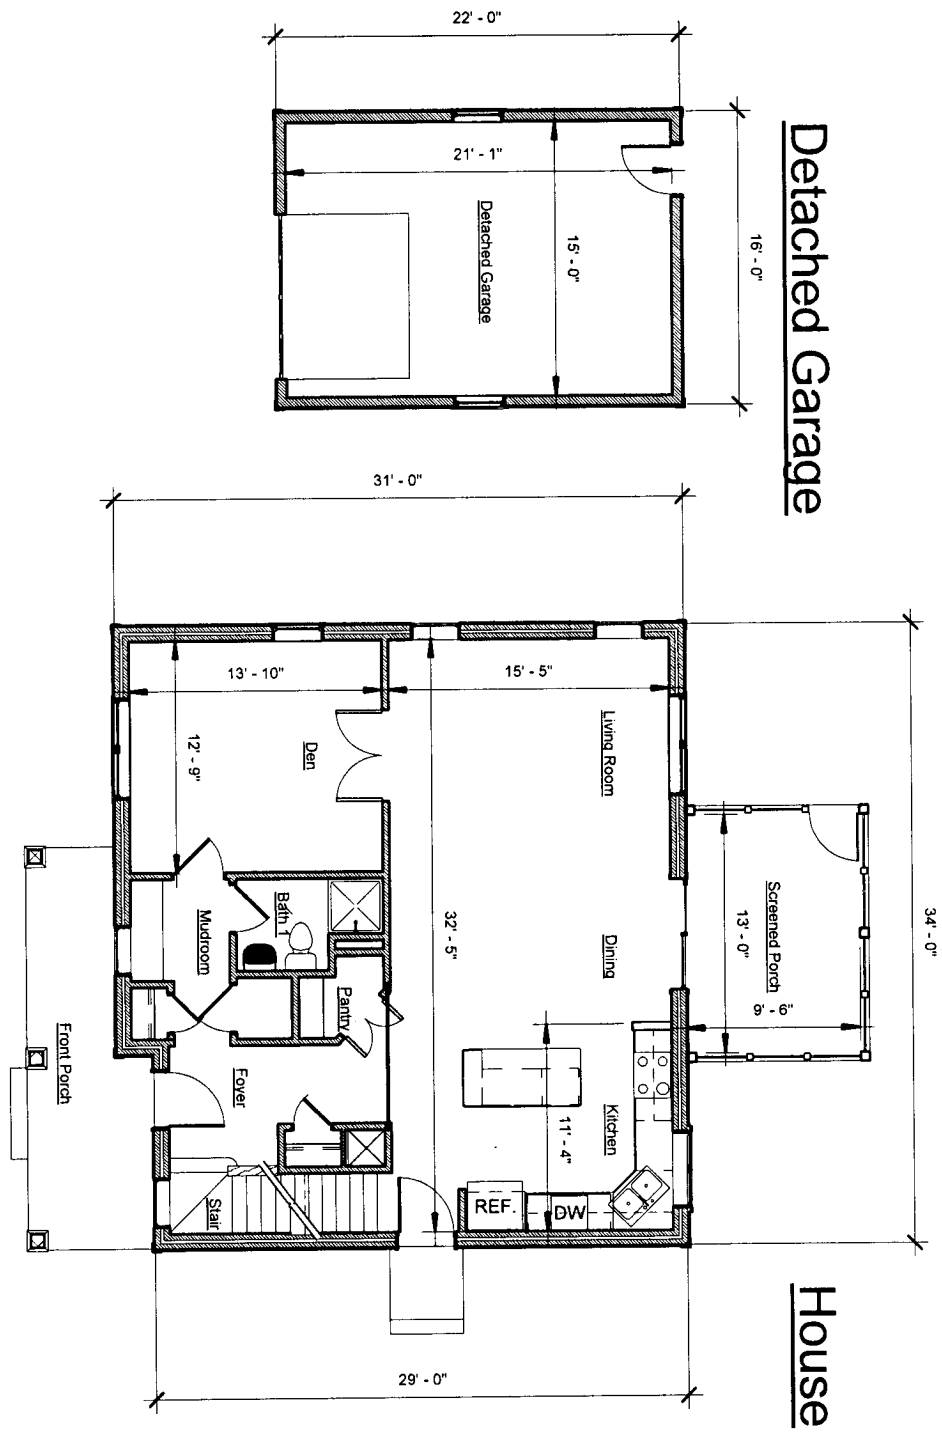 Detached Garage
22' - 0"
21' - 1"
16' - 0"
15' - 0"
Detached Garage
House
31' - 0"
34' - 0"
13' - 10"
15' - 5"
12' - 9"
Den
Living Room
Screened Porch
13' - 0"
9' - 6"
Bath 1
Mudroom
32' - 5"
Dining
Pantry
Front Porch
Foyer
Kitchen
11' - 4"
Stair
REF.
DW
29' - 0"